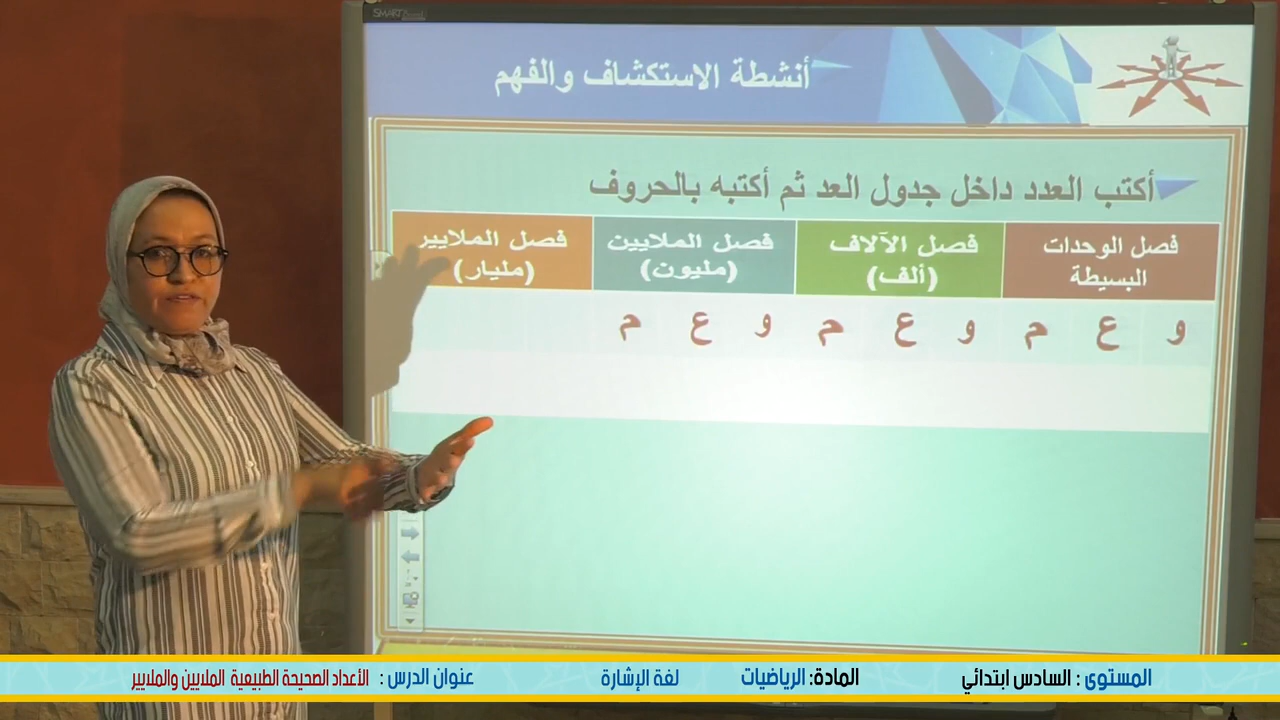 SMART
أنشطة الاستكشاف والفهم
أكتب العدد داخل جدول العد ثم أكتبه بالحروف
فصل الوحدات البسيطة
فصل الآلاف (ألف)
فصل الملايين (مليون)
فصل الملايير (مليار)
و ع م و ع م و ع م
المستوى : السادس ابتدائي المادة: الرياضيات لغة الإشارة عنوان الدرس : الأعداد الصحيحة الطبيعية الملايين والملايير